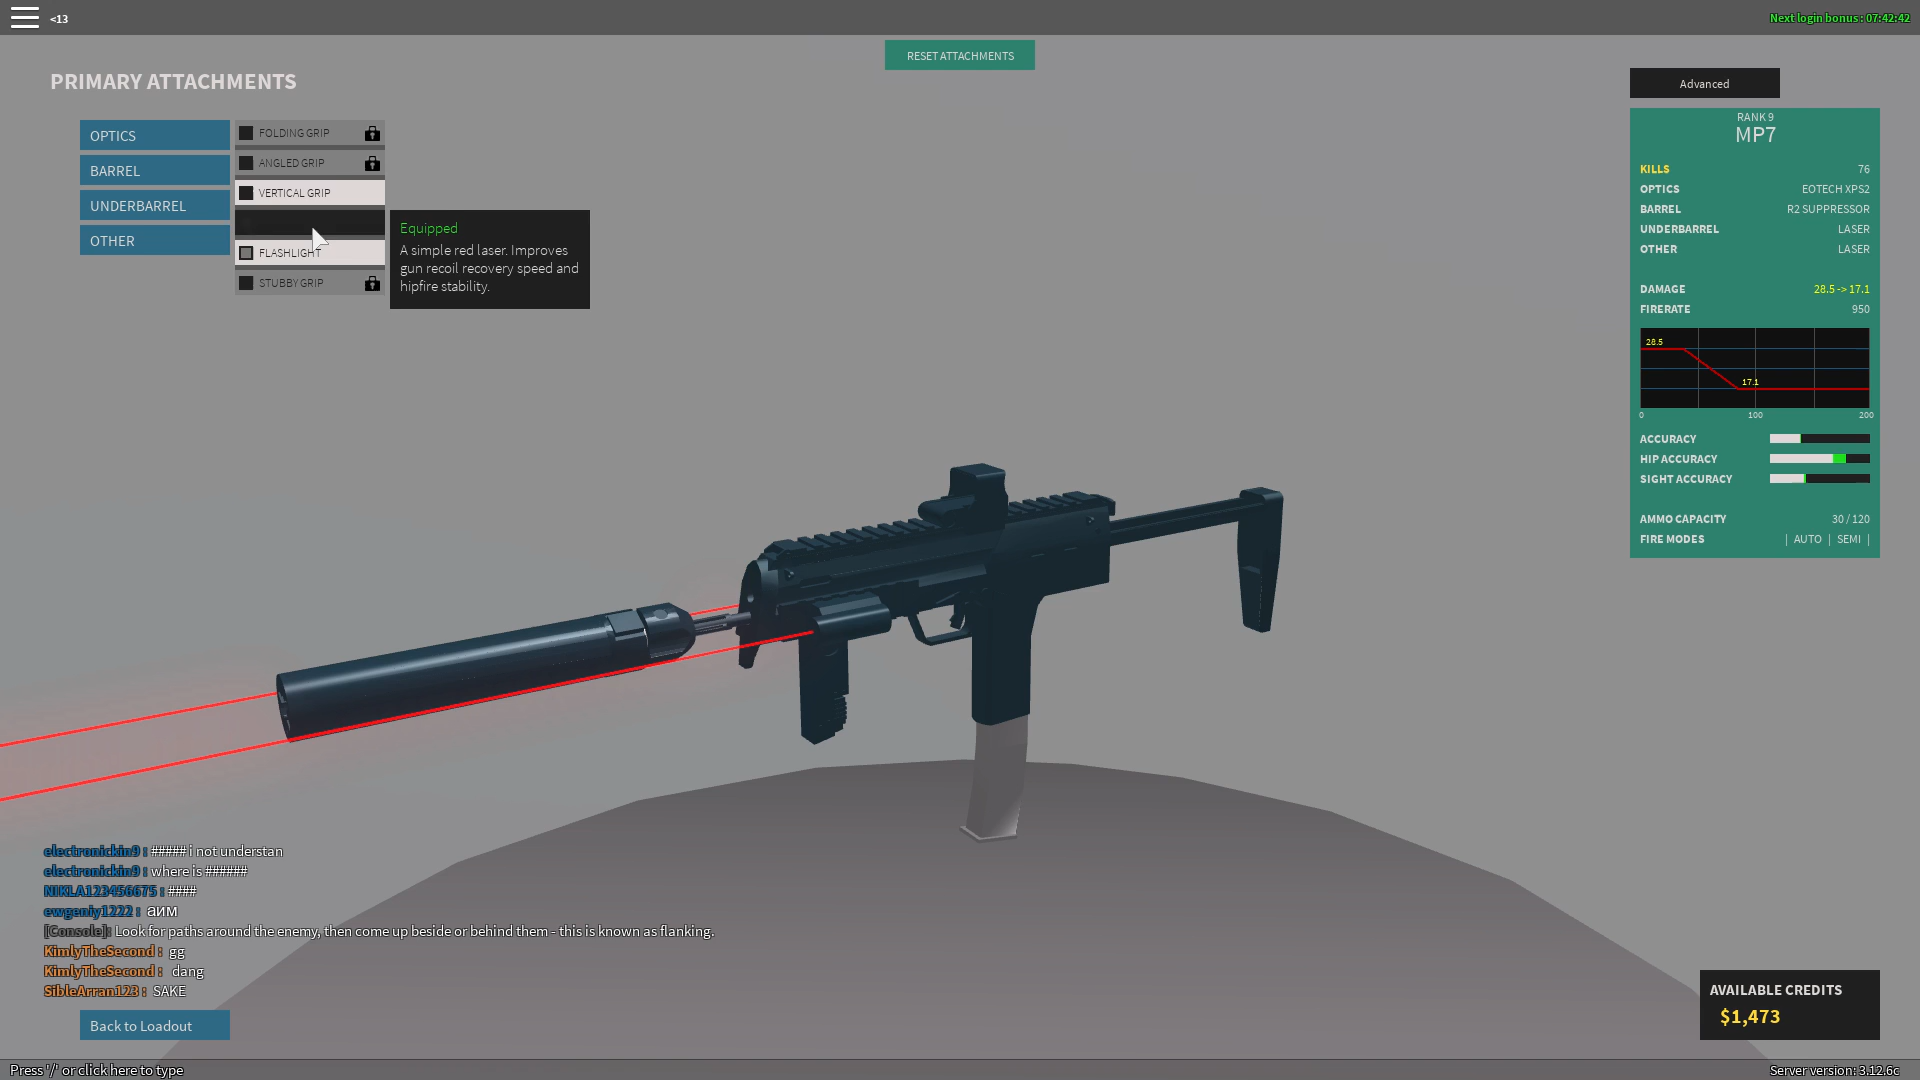 <13
Next login bonus : 07:42:42
RESET ATTACHMENTS
PRIMARY ATTACHMENTS
OPTICS
BARREL
UNDERBARREL
OTHER
FOLDING GRIP
ANGLED GRIP
VERTICAL GRIP
FLASHLIGHT
STUBBY GRIP
Equipped
A simple red laser. Improves
gun recoil recovery speed and
hipfire stability.
Advanced
RANK 9
MP7
KILLS 76
OPTICS EOTECH XPS2
BARREL R2 SUPPRESSOR
UNDERBARREL LASER
OTHER LASER
DAMAGE 28.5 -> 17.1
FIRERATE 950
28.5
17.1
0 100 200
ACCURACY
HIP ACCURACY
SIGHT ACCURACY
AMMO CAPACITY 30 / 120
FIRE MODES | AUTO | SEMI |
electronickin9 : ##### i not understan
electronickin9 : where is ######
NIKLA123456675 : ####
ewgeniy1222 : аим
[Console]: Look for paths around the enemy, then come up beside or behind them - this is known as flanking.
KimlyTheSecond : gg
KimlyTheSecond : dang
SibleArran123 : SAKE
Back to Loadout
AVAILABLE CREDITS
$1,473
Press '/' or click here to type
Server version: 3.12.6c